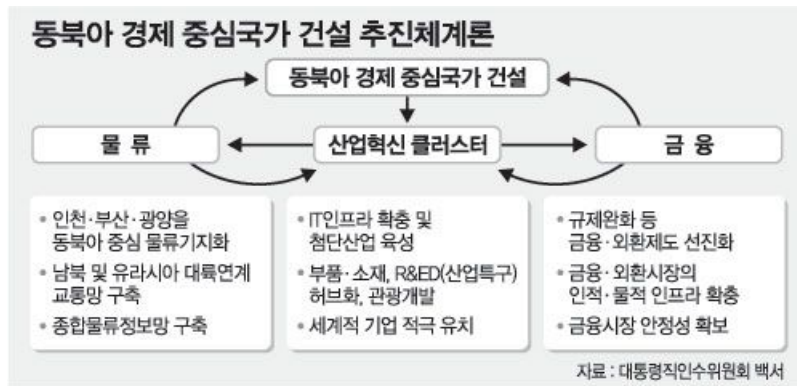 동북아 경제 중심국가 건설 추진체계론
동북아 경제 중심국가 건설
물 류
산업혁신 클러스터
금 융
• 인천·부산·광양을
동북아 중심 물류기지화
• 남북 및 유라시아 대륙연계
교통망 구축
• 종합물류정보망 구축
• IT인프라 확충 및
첨단산업 육성
• 부품·소재, R&ED(산업특구)
허브화, 관광개발
• 세계적 기업 적극 유치
• 규제완화 등
금융·외환제도 선진화
• 금융·외환시장의
인적·물적 인프라 확충
• 금융시장 안정성 확보
자료 : 대통령직인수위원회 백서